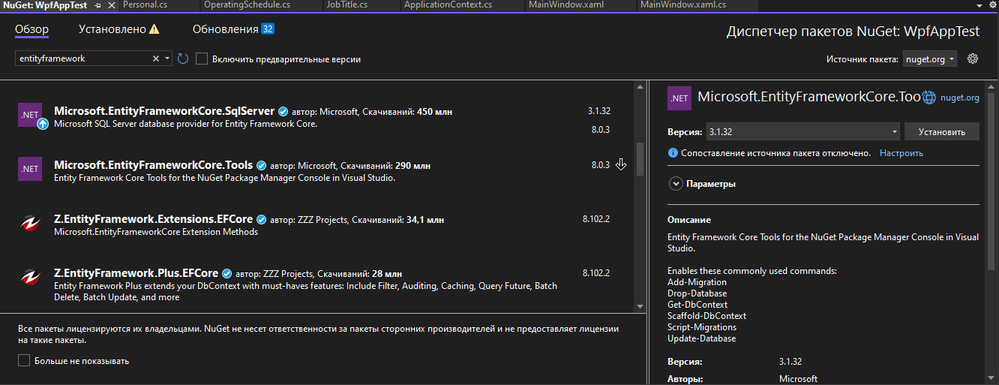 NuGet: WpfAppTest
Personal.cs
OperatingSchedule.cs
JobTitle.cs
ApplicationContext.cs
MainWindow.xaml
MainWindow.xaml.cs
Обзор
Установлено
Обновления 32
Диспетчер пакетов NuGet: WpfAppTest
entityframework
Включить предварительные версии
Источник пакета: nuget.org
.NET
Microsoft.EntityFrameworkCore.SqlServer автор: Microsoft, Скачиваний: 450 млн
3.1.32
Microsoft SQL Server database provider for Entity Framework Core.
8.0.3
.NET
Microsoft.EntityFrameworkCore.Tools автор: Microsoft, Скачиваний: 290 млн
8.0.3
Entity Framework Core Tools for the NuGet Package Manager Console in Visual Studio.
Z.EntityFramework.Extensions.EFCore автор: ZZZ Projects, Скачиваний: 34,1 млн
8.102.2
Microsoft.EntityFrameworkCore Extension Methods
Z.EntityFramework.Plus.EFCore автор: ZZZ Projects, Скачиваний: 28 млн
8.102.2
Entity Framework Plus extends your DbContext with must-haves features: Include Filter, Auditing, Caching, Query Future, Batch
Delete, Batch Update, and more
Все пакеты лицензируются их владельцами. NuGet не несет ответственности за пакеты сторонних производителей и не предоставляет лицензии
на такие пакеты.
Больше не показывать
.NET
Microsoft.EntityFrameworkCore.Too
nuget.org
Версия: 3.1.32
Установить
Сопоставление источника пакета отключено. Настроить
Параметры
Описание
Entity Framework Core Tools for the NuGet Package Manager Console in Visual
Studio.
Enables these commonly used commands:
Add-Migration
Drop-Database
Get-DbContext
Scaffold-DbContext
Script-Migrations
Update-Database
Версия: 3.1.32
Авторы: Microsoft